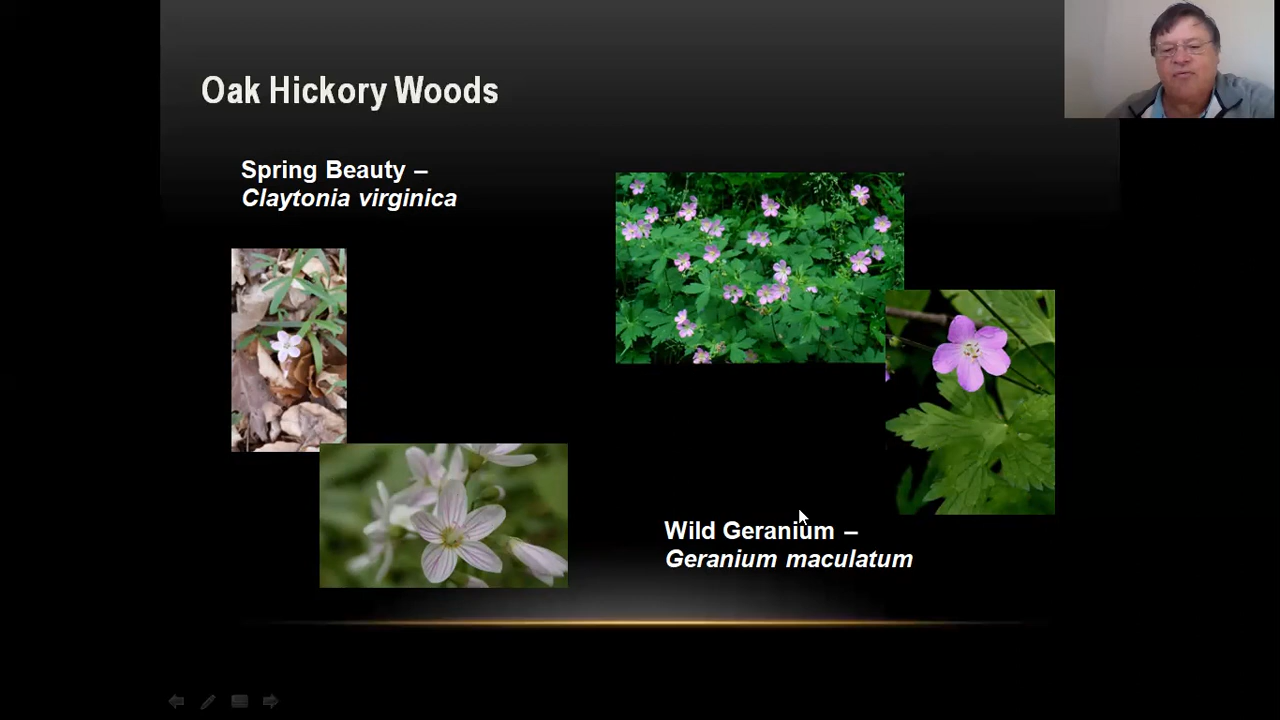 Oak Hickory Woods
Spring Beauty –
Claytonia virginica
Wild Geranium –
Geranium maculatum